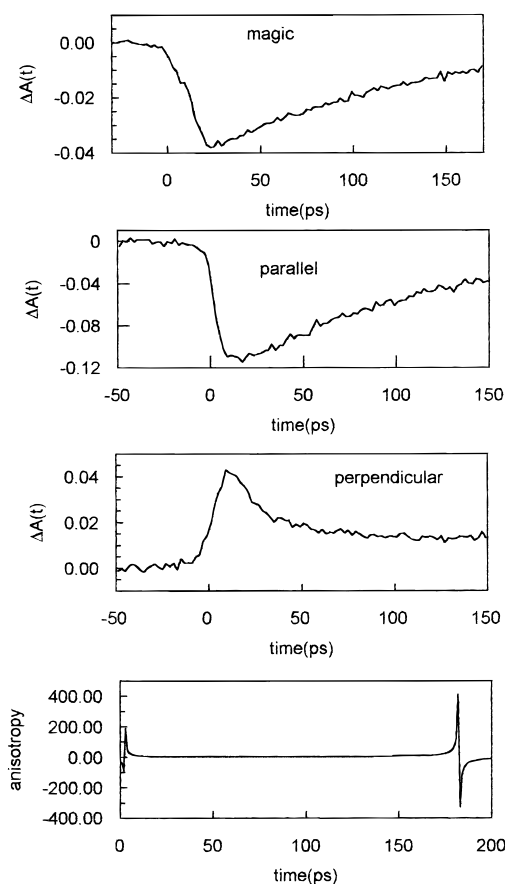 magic
0.00
-0.02
-0.04
ΔA(t)
0 50 100 150
time(ps)
parallel
0
-0.04
-0.08
-0.12
ΔA(t)
-50 0 50 100 150
time(ps)
perpendicular
0.04
0.02
0.00
ΔA(t)
-50 0 50 100 150
time(ps)
400.00
200.00
0.00
-200.00
-400.00
anisotropy
0 50 100 150 200
time(ps)